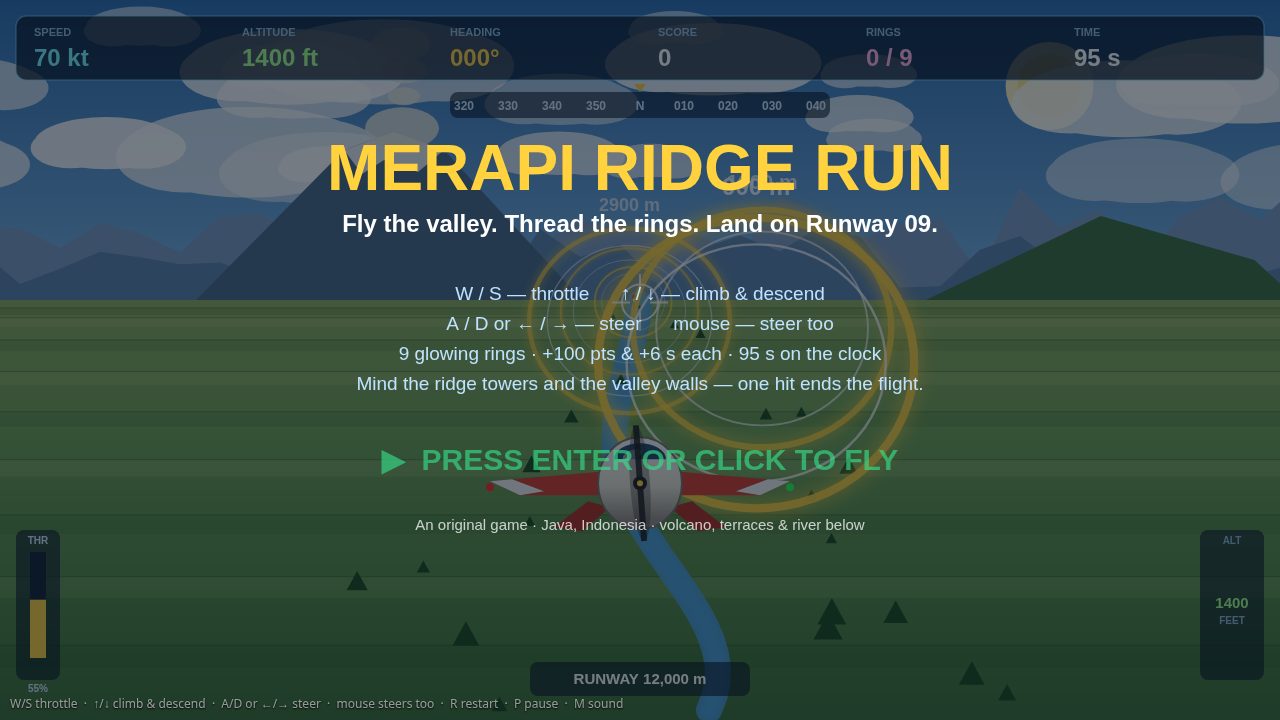 SPEED ALTITUDE HEADING SCORE RINGS TIME
70 kt 1400 ft 000° 0 0 / 9 95 s
320 330 340 350 N 010 020 030 040
MERAPI RIDGE RUN
2900 m
Fly the valley. Thread the rings. Land on Runway 09.
W / S — throttle ↑ / ↓ — climb & descend
A / D or ← / → — steer mouse — steer too
9 glowing rings · +100 pts & +6 s each · 95 s on the clock
Mind the ridge towers and the valley walls — one hit ends the flight.
▶ PRESS ENTER OR CLICK TO FLY
An original game · Java, Indonesia · volcano, terraces & river below
THR
55%
ALT
1400
FEET
RUNWAY 12,000 m
W/S throttle · ↑/↓ climb & descend · A/D or ←/→ steer · mouse steers too · R restart · P pause · M sound